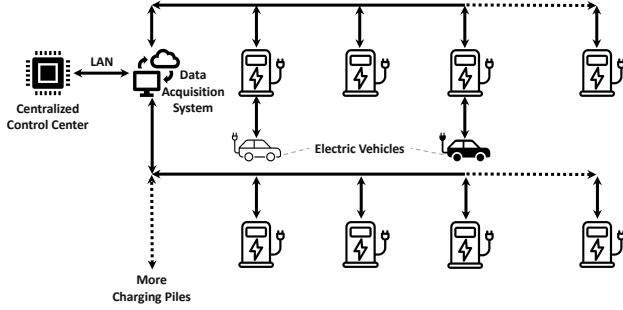 LAN
Data
Acquisition
System
Centralized
Control Center
Electric Vehicles
More
Charging Piles